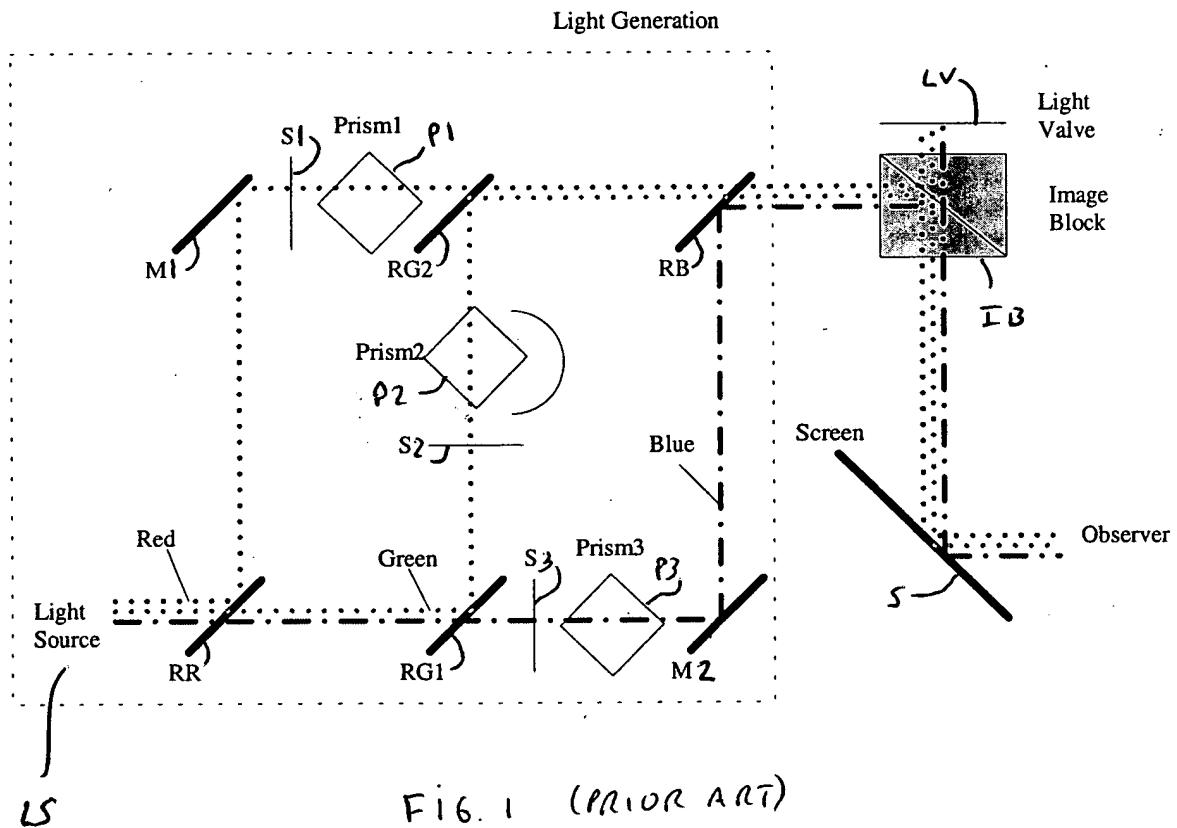 Light Generation
LV
Light
Valve
S1
Prism1
P1
Image
Block
M1
RG2
RB
IB
Prism2
P2
S2
Blue
Screen
Red
Green
S3
Prism3
P3
Observer
Light
Source
RR
RG1
M2
S
LS
FiG. 1 (PRIOR ART)